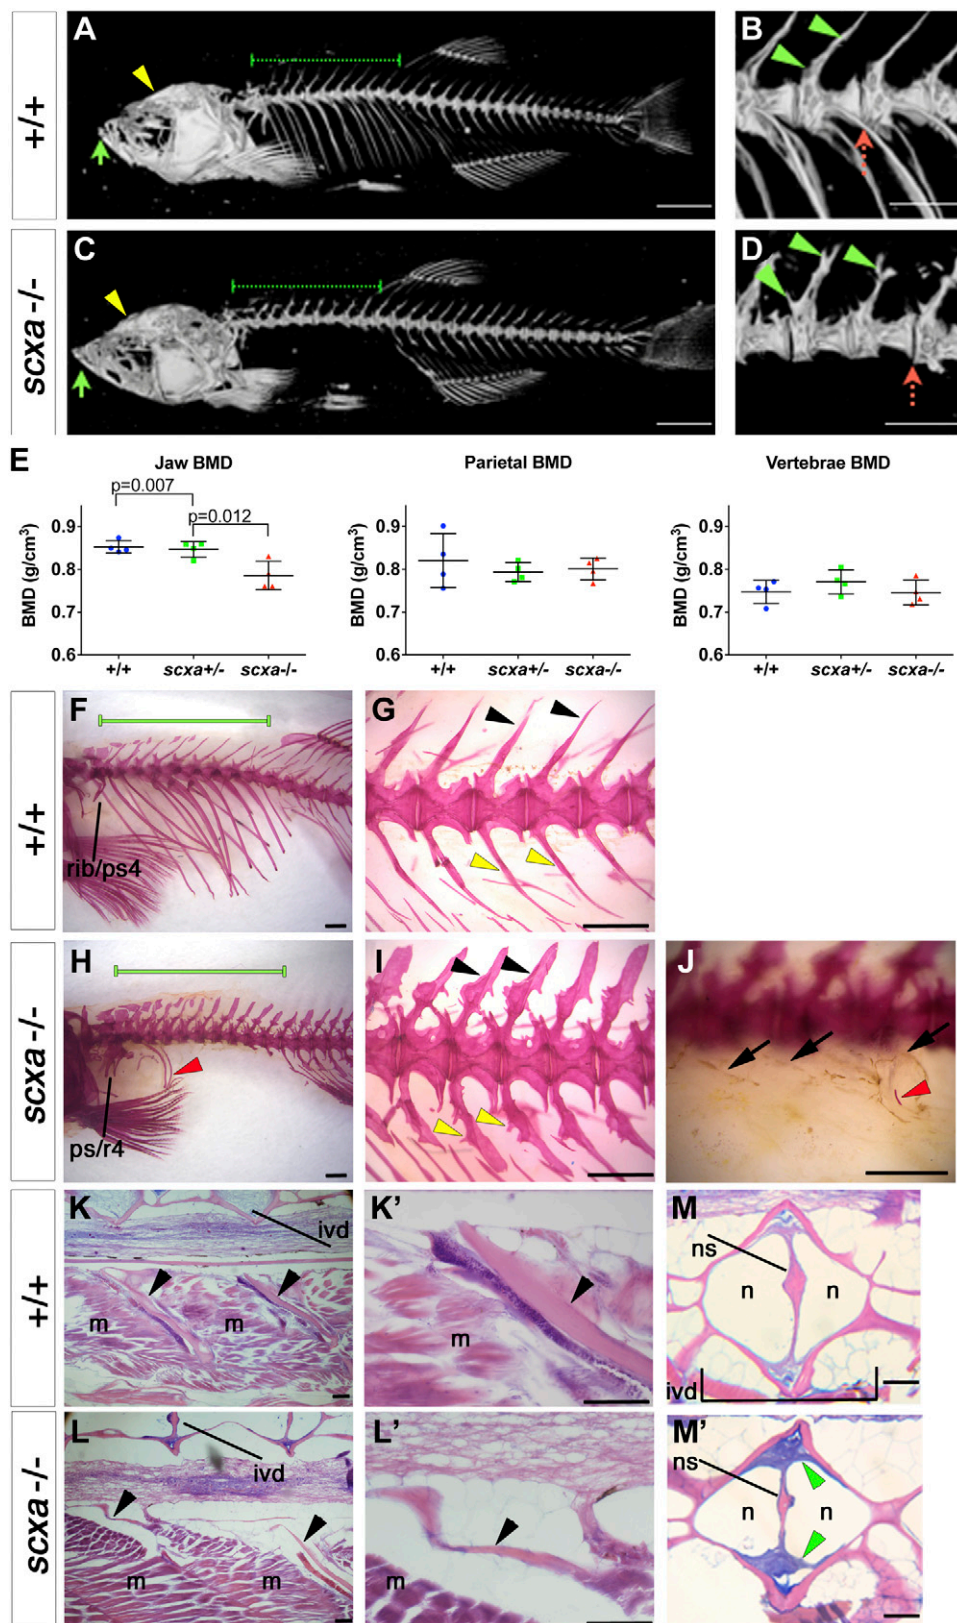 +/+
A
B
scxa -/-
C
D
E
Jaw BMD
Parietal BMD
Vertebrae BMD
p=0.007
p=0.012
BMD (g/cm³)
0.9
0.8
0.7
0.6
+/+
scxa+/-
scxa-/-
BMD (g/cm³)
0.9
0.8
0.7
0.6
+/+
scxa+/-
scxa-/-
BMD (g/cm³)
0.9
0.8
0.7
0.6
+/+
scxa+/-
scxa-/-
+/+
F
rib/ps4
G
scxa -/-
H
ps/r4
I
J
+/+
K
ivd
m
m
K'
m
M
ns
n
n
ivd
scxa -/-
L
ivd
m
m
L'
m
M'
ns
n
n